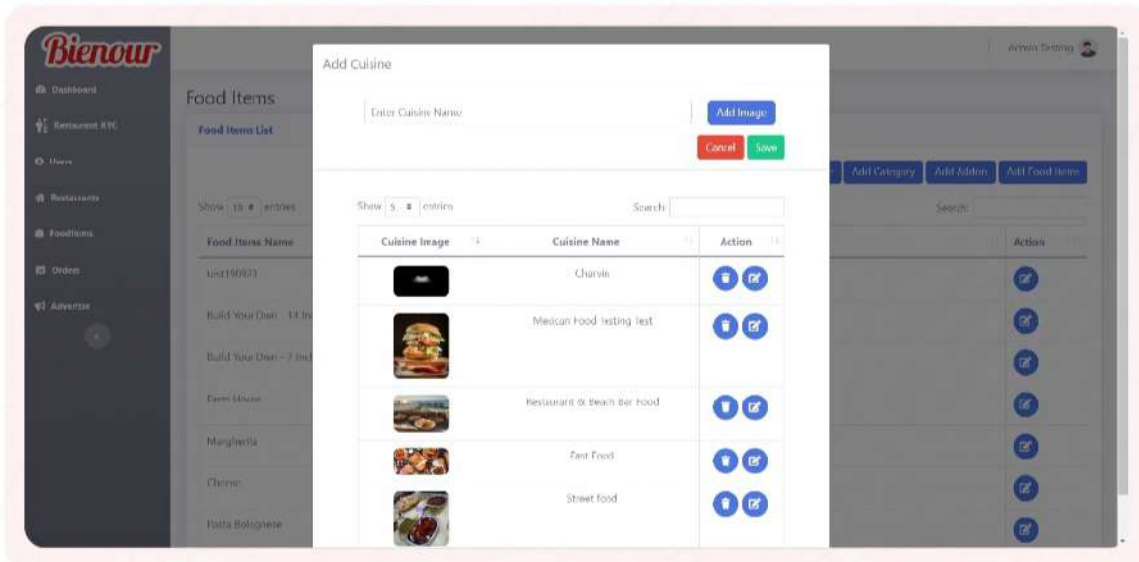 Bienour
Admin Testing
Dashboard
Restaurant KYC
Users
Restaurants
FoodItems
Orders
Advertise
Food Items
Food Items List
Add Category
Add Addon
Add Food Items
Show 10 entries
Search:
Food Items Name
Action
test190923
Build Your Own - 14 In
Build Your Own - 7 Inch
Farm House
Margherita
Cheese
Pasta Bolognese
Add Cuisine
Enter Cuisine Name
Add Image
Cancel
Save
Show 5 entries
Search:
Cuisine Image
Cuisine Name
Action
Charvin
Mexican Food Testing Test
Restaurant & Beach Bar Food
Fast Food
Street food